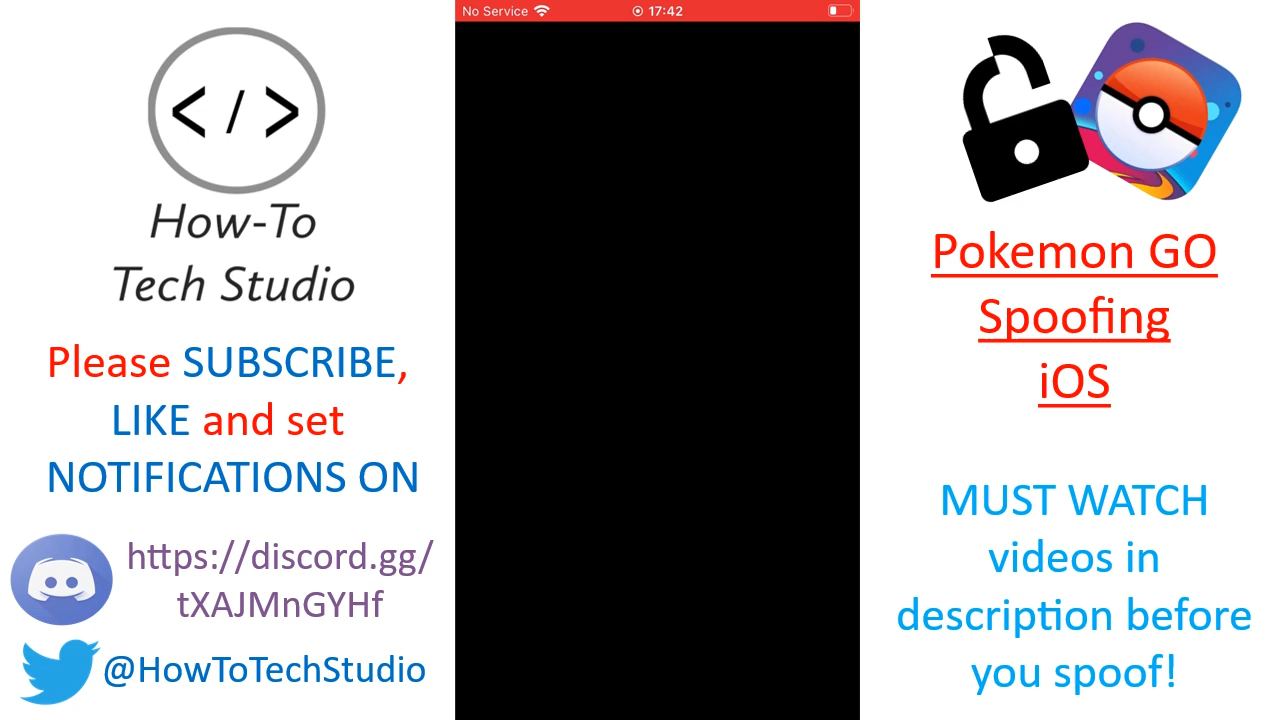 </>
How-To
Tech Studio
Please SUBSCRIBE,
LIKE and set
NOTIFICATIONS ON
https://discord.gg/
tXAJMnGYHf
@HowToTechStudio
No Service 17:42
Pokemon GO
Spoofing
iOS
MUST WATCH
videos in
description before
you spoof!